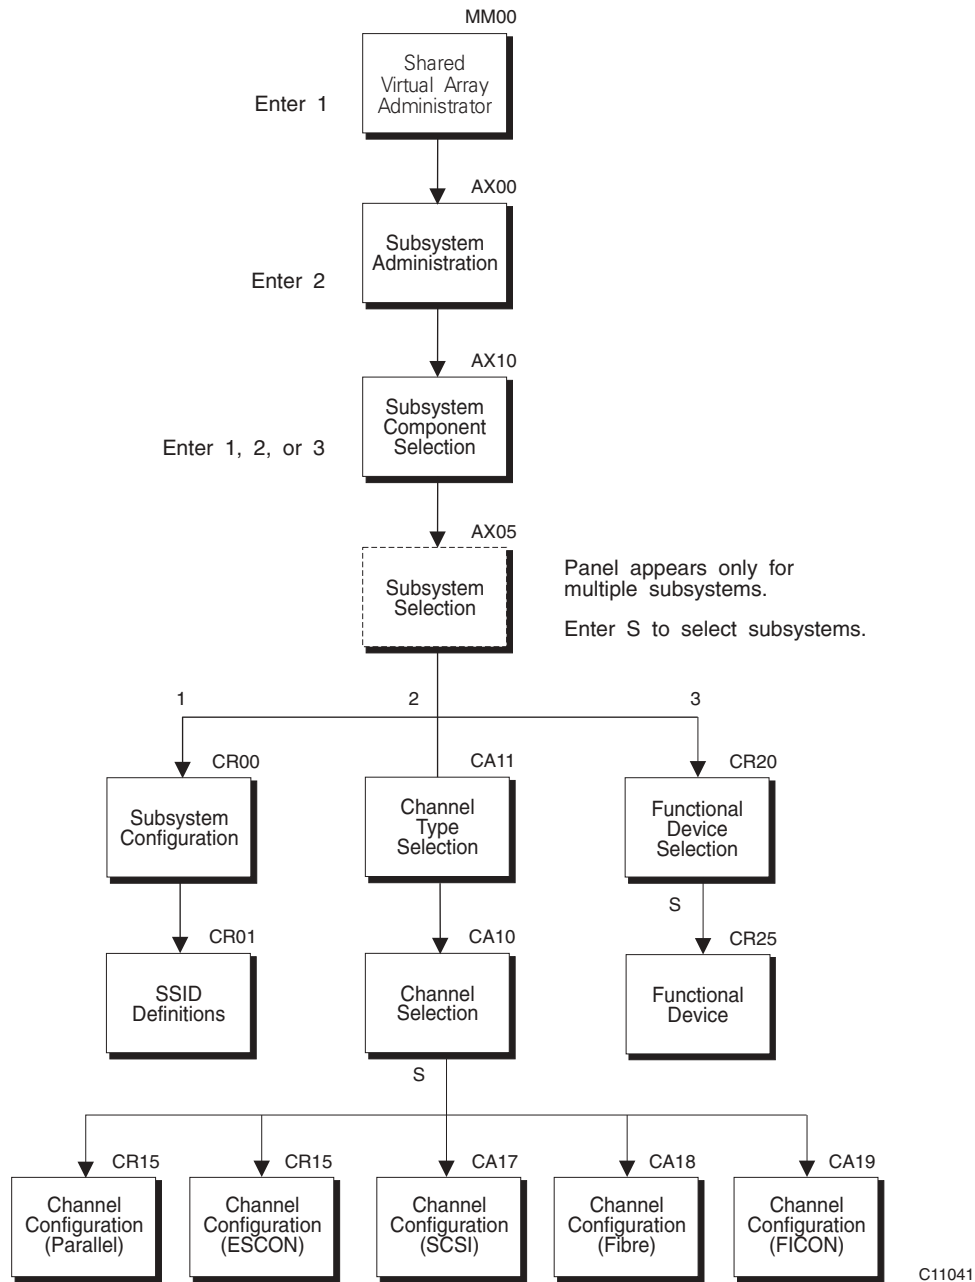 MM00
Shared
Virtual Array
Administrator
Enter 1
AX00
Subsystem
Administration
Enter 2
AX10
Subsystem
Component
Selection
Enter 1, 2, or 3
AX05
Subsystem
Selection
Panel appears only for
multiple subsystems.
Enter S to select subsystems.
1
2
3
CR00
Subsystem
Configuration
CA11
Channel
Type
Selection
CR20
Functional
Device
Selection
S
CR01
SSID
Definitions
CA10
Channel
Selection
CR25
Functional
Device
S
CR15
Channel
Configuration
(Parallel)
CR15
Channel
Configuration
(ESCON)
CA17
Channel
Configuration
(SCSI)
CA18
Channel
Configuration
(Fibre)
CA19
Channel
Configuration
(FICON)
C11041